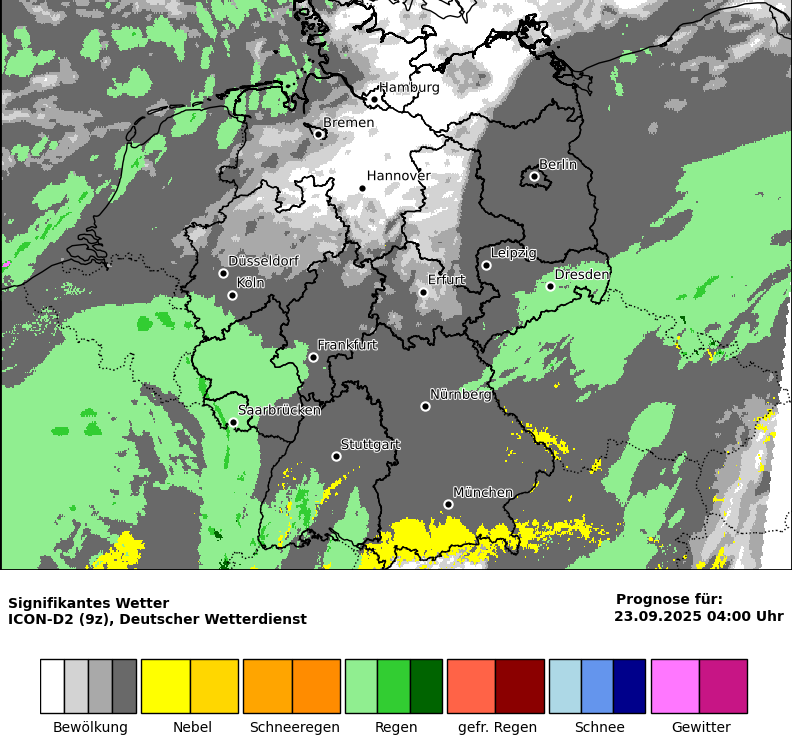 Hamburg
Bremen
Berlin
Hannover
Leipzig
Düsseldorf
Dresden
Köln
Erfurt
Frankfurt
Nürnberg
Saarbrücken
Stuttgart
München
Signifikantes Wetter
ICON-D2 (9z), Deutscher Wetterdienst
Prognose für:
23.09.2025 04:00 Uhr
Bewölkung
Nebel
Schneeregen
Regen
gefr. Regen
Schnee
Gewitter